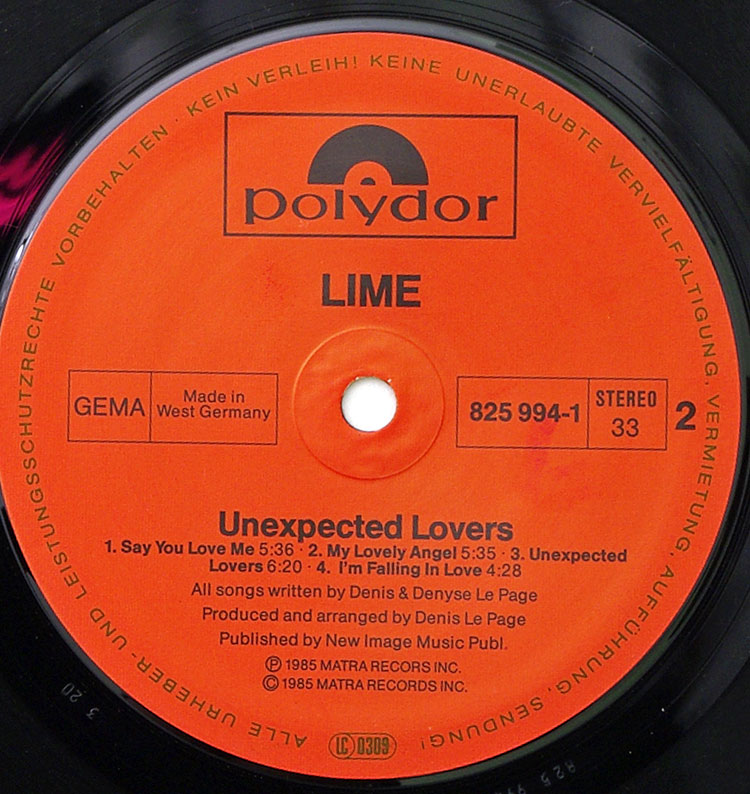 ALLE URHEBER- UND LEISTUNGSSCHUTZRECHTE VORBEHALTEN · KEIN VERLEIH! KEINE UNERLAUBTE VERVIELFÄLTIGUNG, VERMIETUNG, AUFFÜHRUNG, SENDUNG!
polydor
LIME
GEMA
Made in
West Germany
825 994-1
STEREO
33
2
Unexpected Lovers
1. Say You Love Me 5:36 · 2. My Lovely Angel 5:35 · 3. Unexpected
Lovers 6:20 · 4. I'm Falling In Love 4:28
All songs written by Denis & Denyse Le Page
Produced and arranged by Denis Le Page
Published by New Image Music Publ.
Ⓟ 1985 MATRA RECORS INC.
© 1985 MATRA RECORDS INC.
LC 0309
3 20